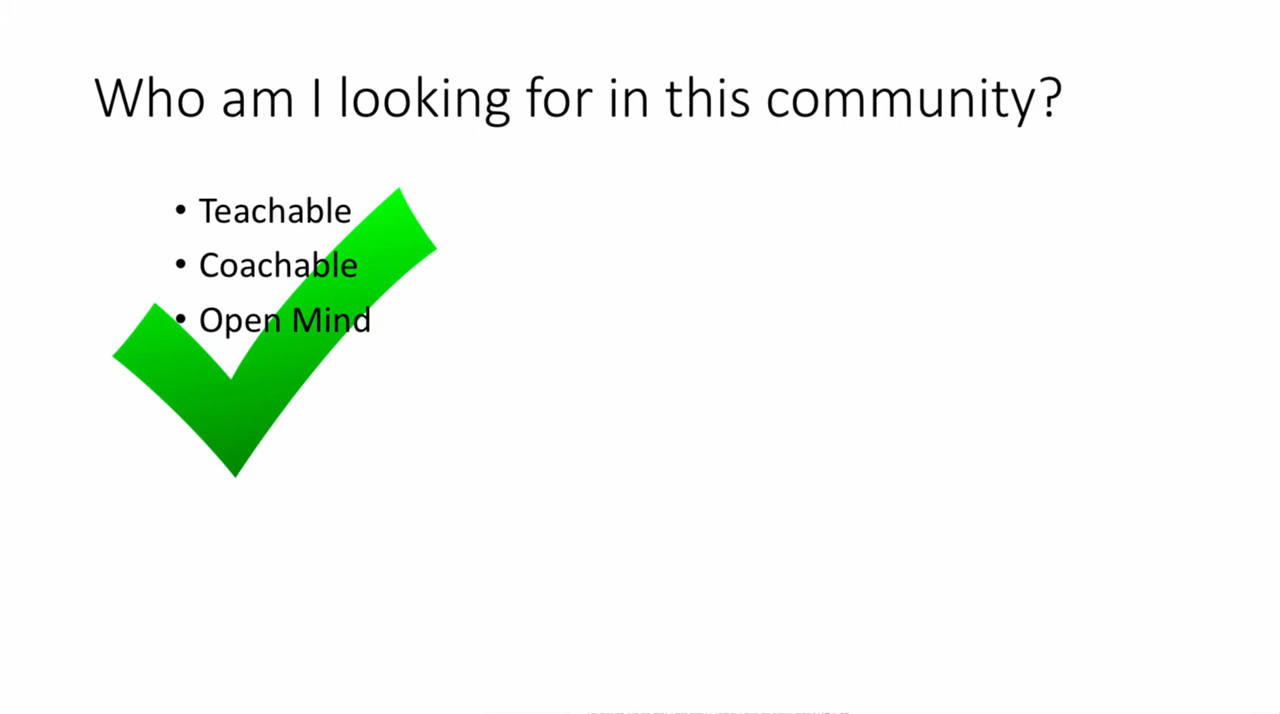 Who am I looking for in this community?
• Teachable
• Coachable
• Open Mind